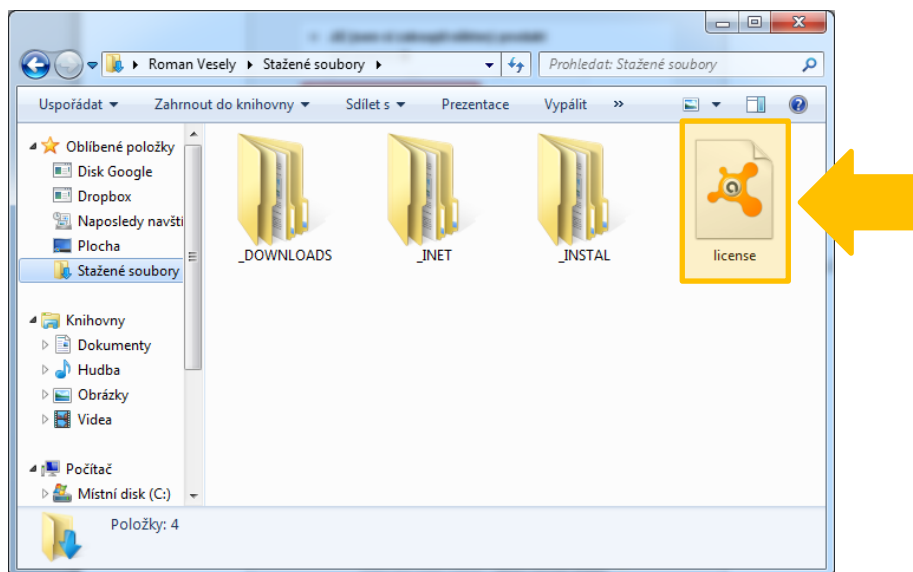 Roman Vesely
Stažené soubory
Prohledat: Stažené soubory
Uspořádat
Zahrnout do knihovny
Sdílet s
Prezentace
Vypálit
»
Oblíbené položky
Disk Google
Dropbox
Naposledy navští
Plocha
Stažené soubory
Knihovny
Dokumenty
Hudba
Obrázky
Videa
Počítač
Místní disk (C:)
_DOWNLOADS
_INET
_INSTAL
license
Položky: 4